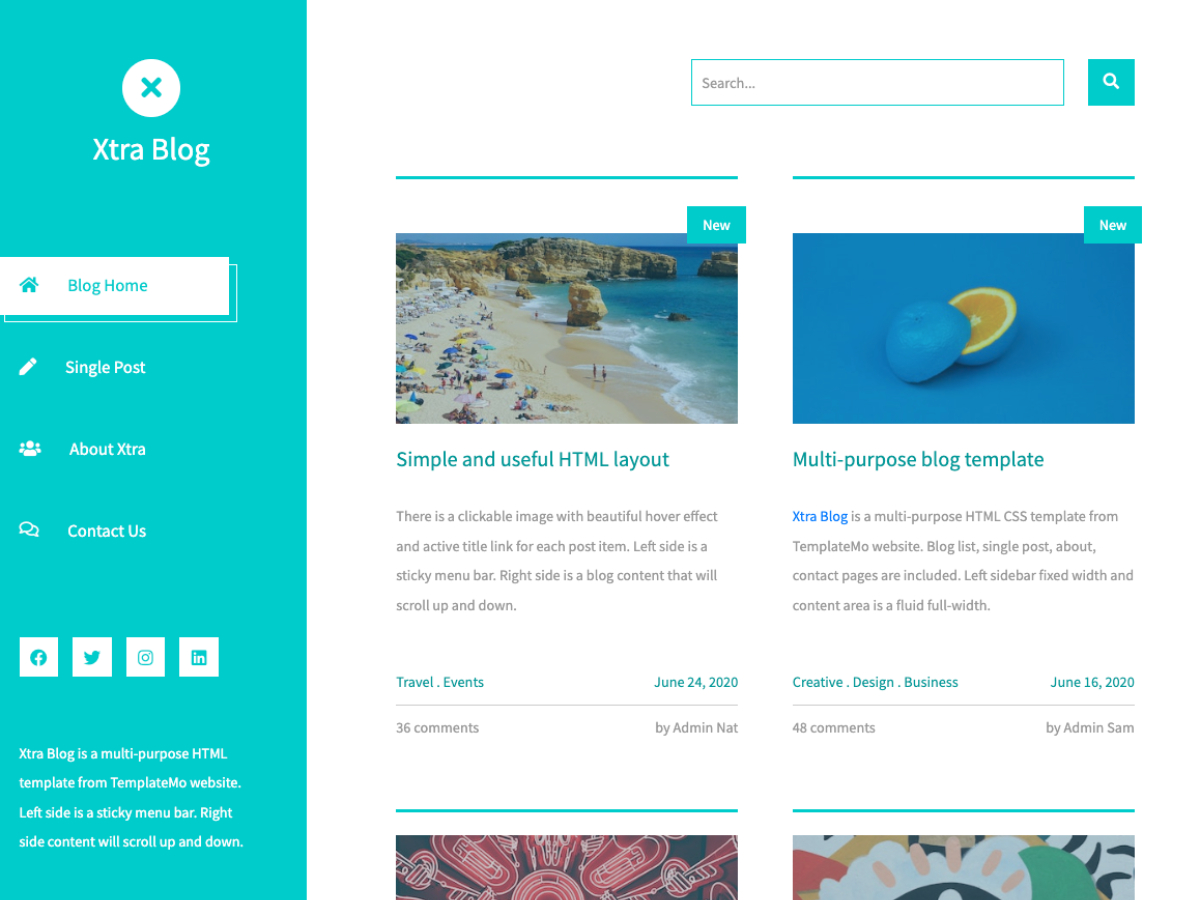 Xtra Blog
Blog Home
Single Post
About Xtra
Contact Us
Xtra Blog is a multi-purpose HTML
template from TemplateMo website.
Left side is a sticky menu bar. Right
side content will scroll up and down.
Search...
New
Simple and useful HTML layout
There is a clickable image with beautiful hover effect
and active title link for each post item. Left side is a
sticky menu bar. Right side is a blog content that will
scroll up and down.
Travel . Events June 24, 2020
36 comments by Admin Nat
New
Multi-purpose blog template
Xtra Blog is a multi-purpose HTML CSS template from
TemplateMo website. Blog list, single post, about,
contact pages are included. Left sidebar fixed width and
content area is a fluid full-width.
Creative . Design . Business June 16, 2020
48 comments by Admin Sam